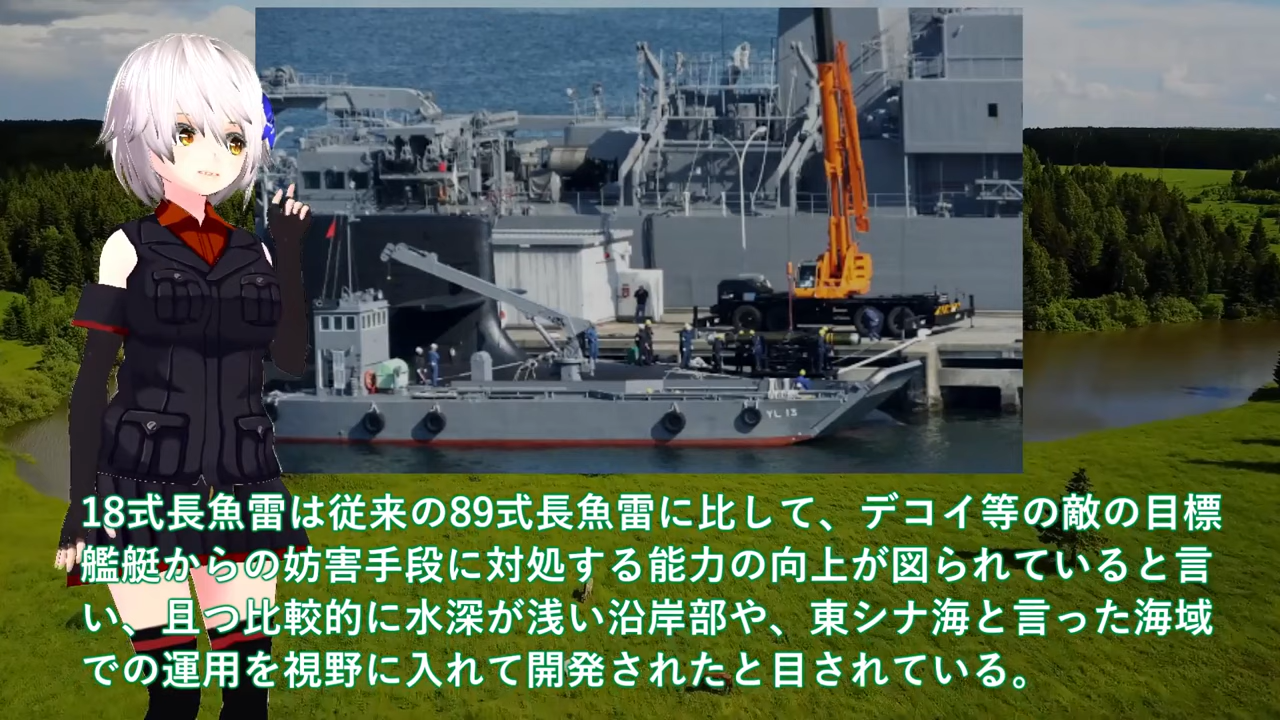 YL 13
18式長魚雷は従来の89式長魚雷に比して、デコイ等の敵の目標
艦艇からの妨害手段に対処する能力の向上が図られていると言
い、且つ比較的に水深が浅い沿岸部や、東シナ海と言った海域
での運用を視野に入れて開発されたと目されている。